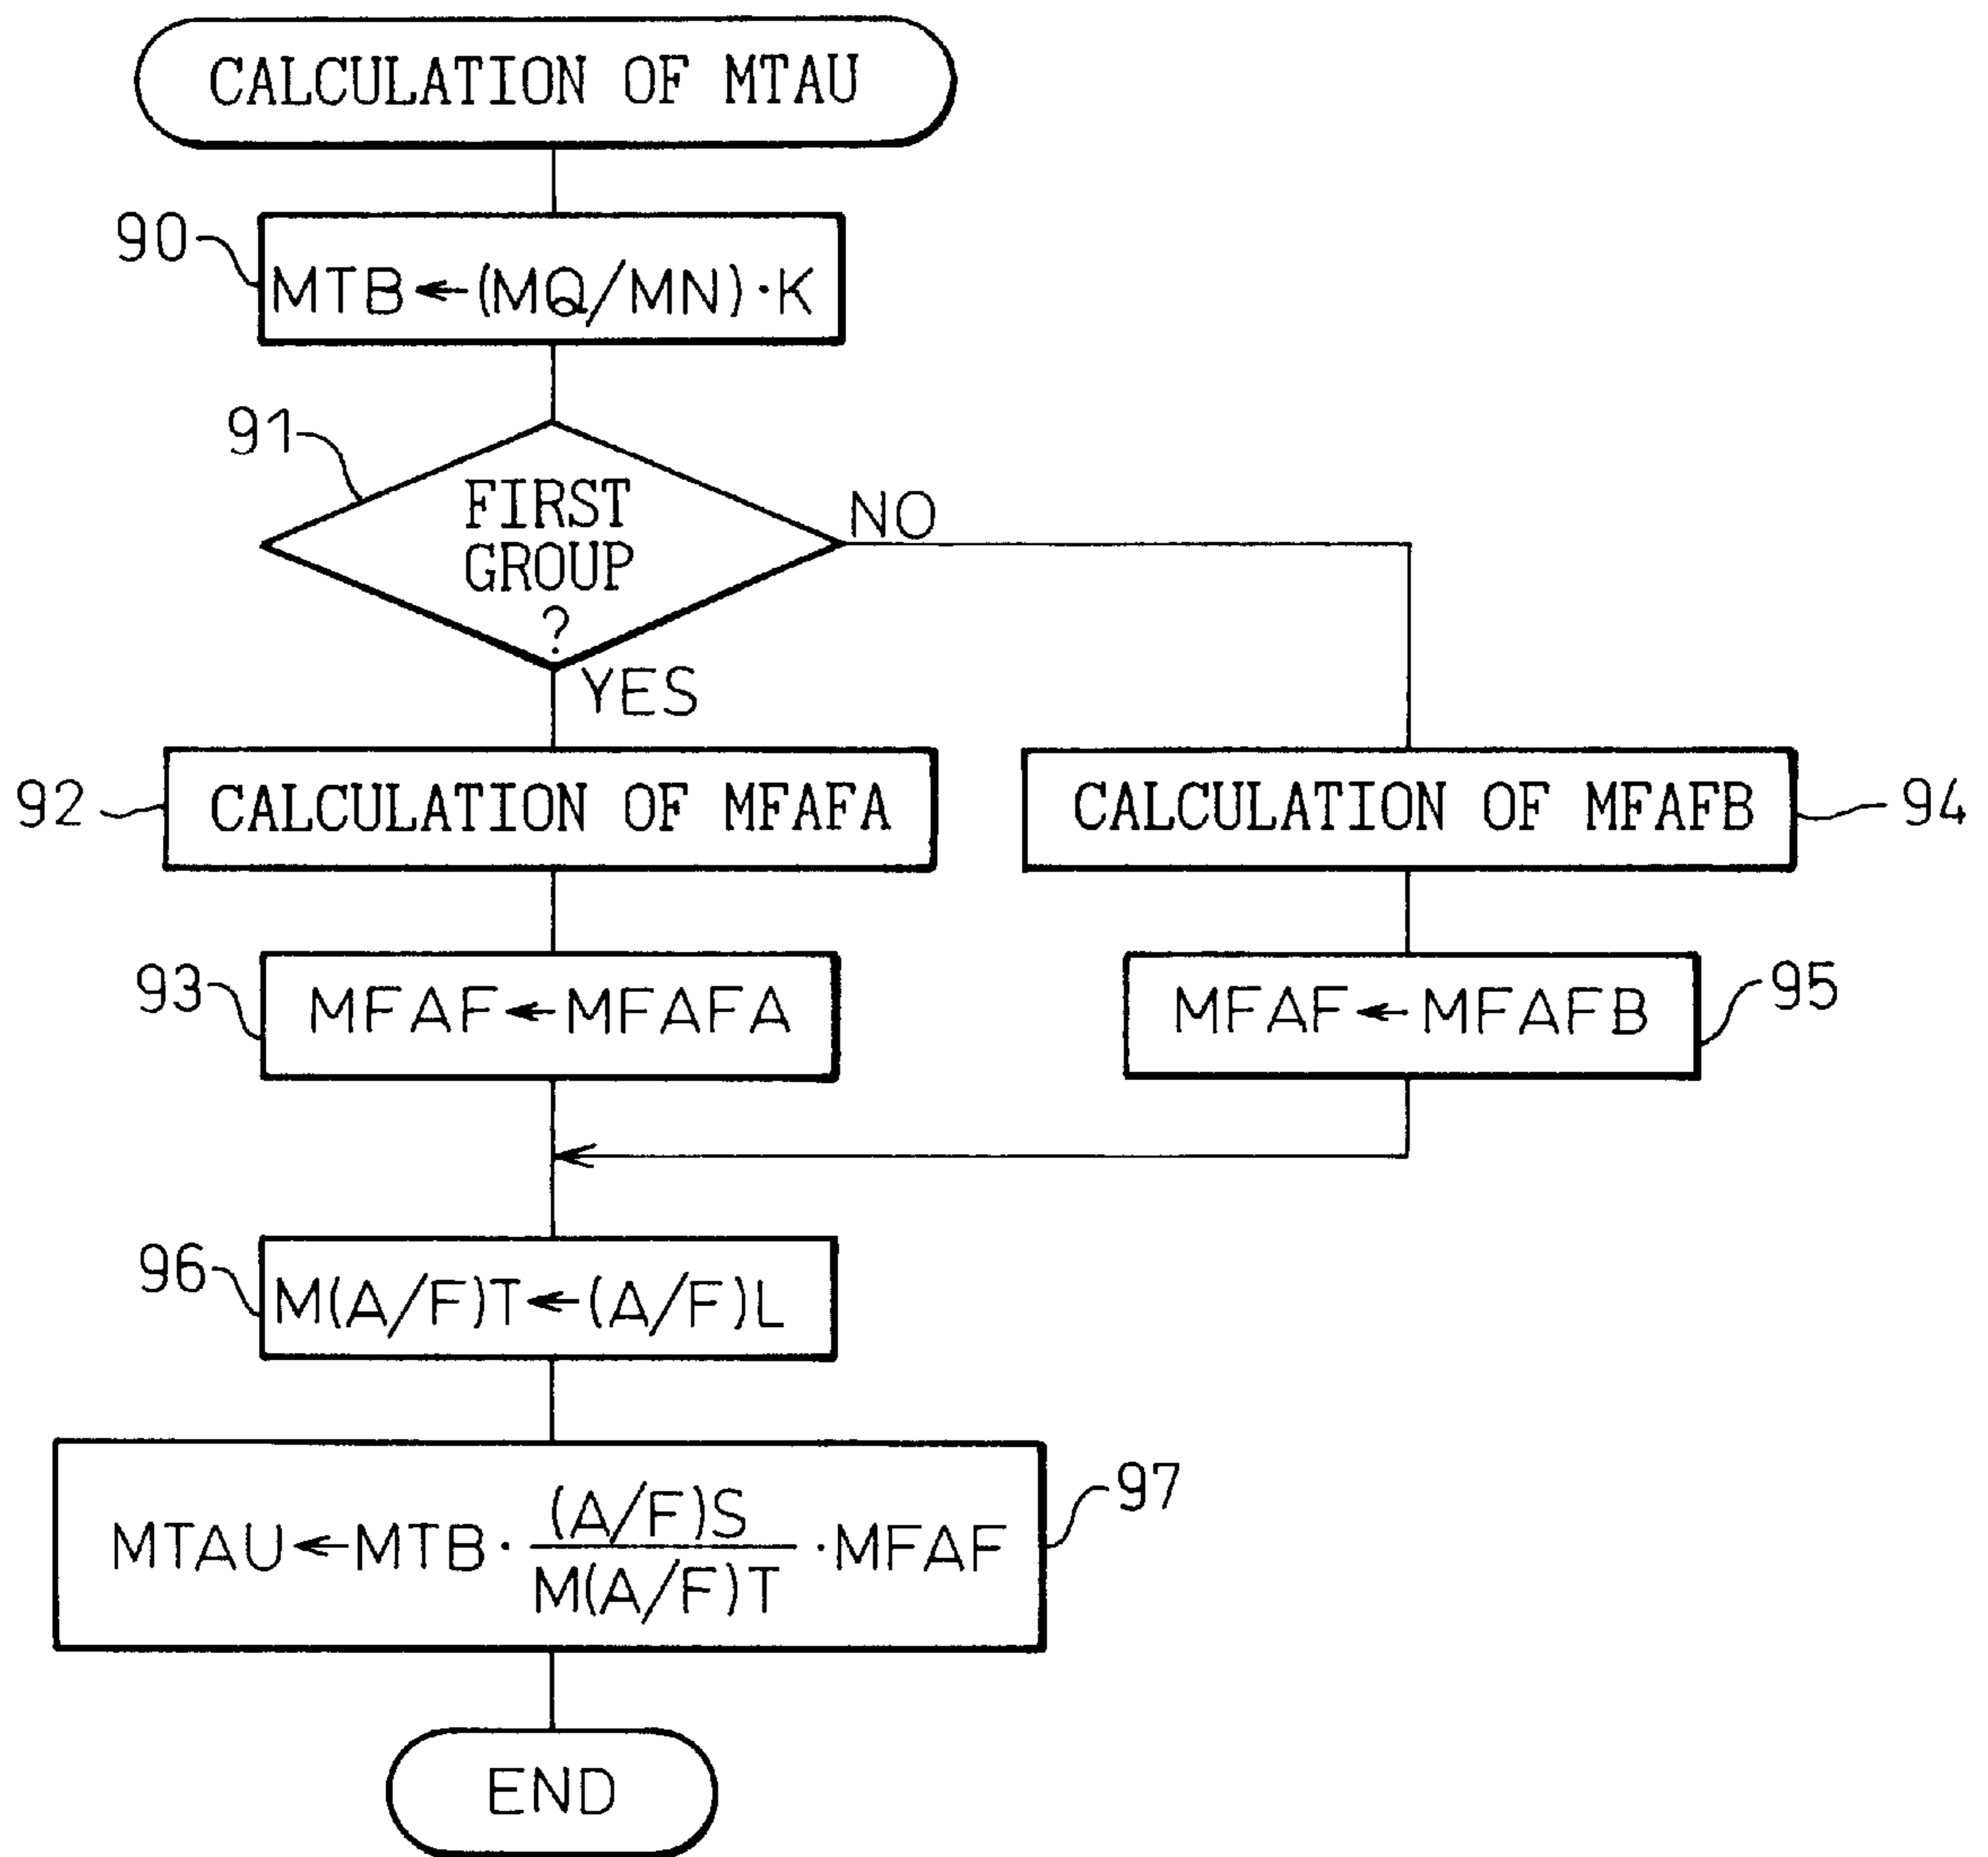 CALCULATION OF MTAU
90
MTB←(MQ/MN)·K
91
FIRST
GROUP
?
NO
YES
92
CALCULATION OF MFAFA
CALCULATION OF MFAFB
94
93
MFAF←MFAFA
MFAF←MFAFB
95
96
M(A/F)T←(A/F)L
97
(A/F)S
MTAU←MTB· ·MFAF
M(A/F)T
END